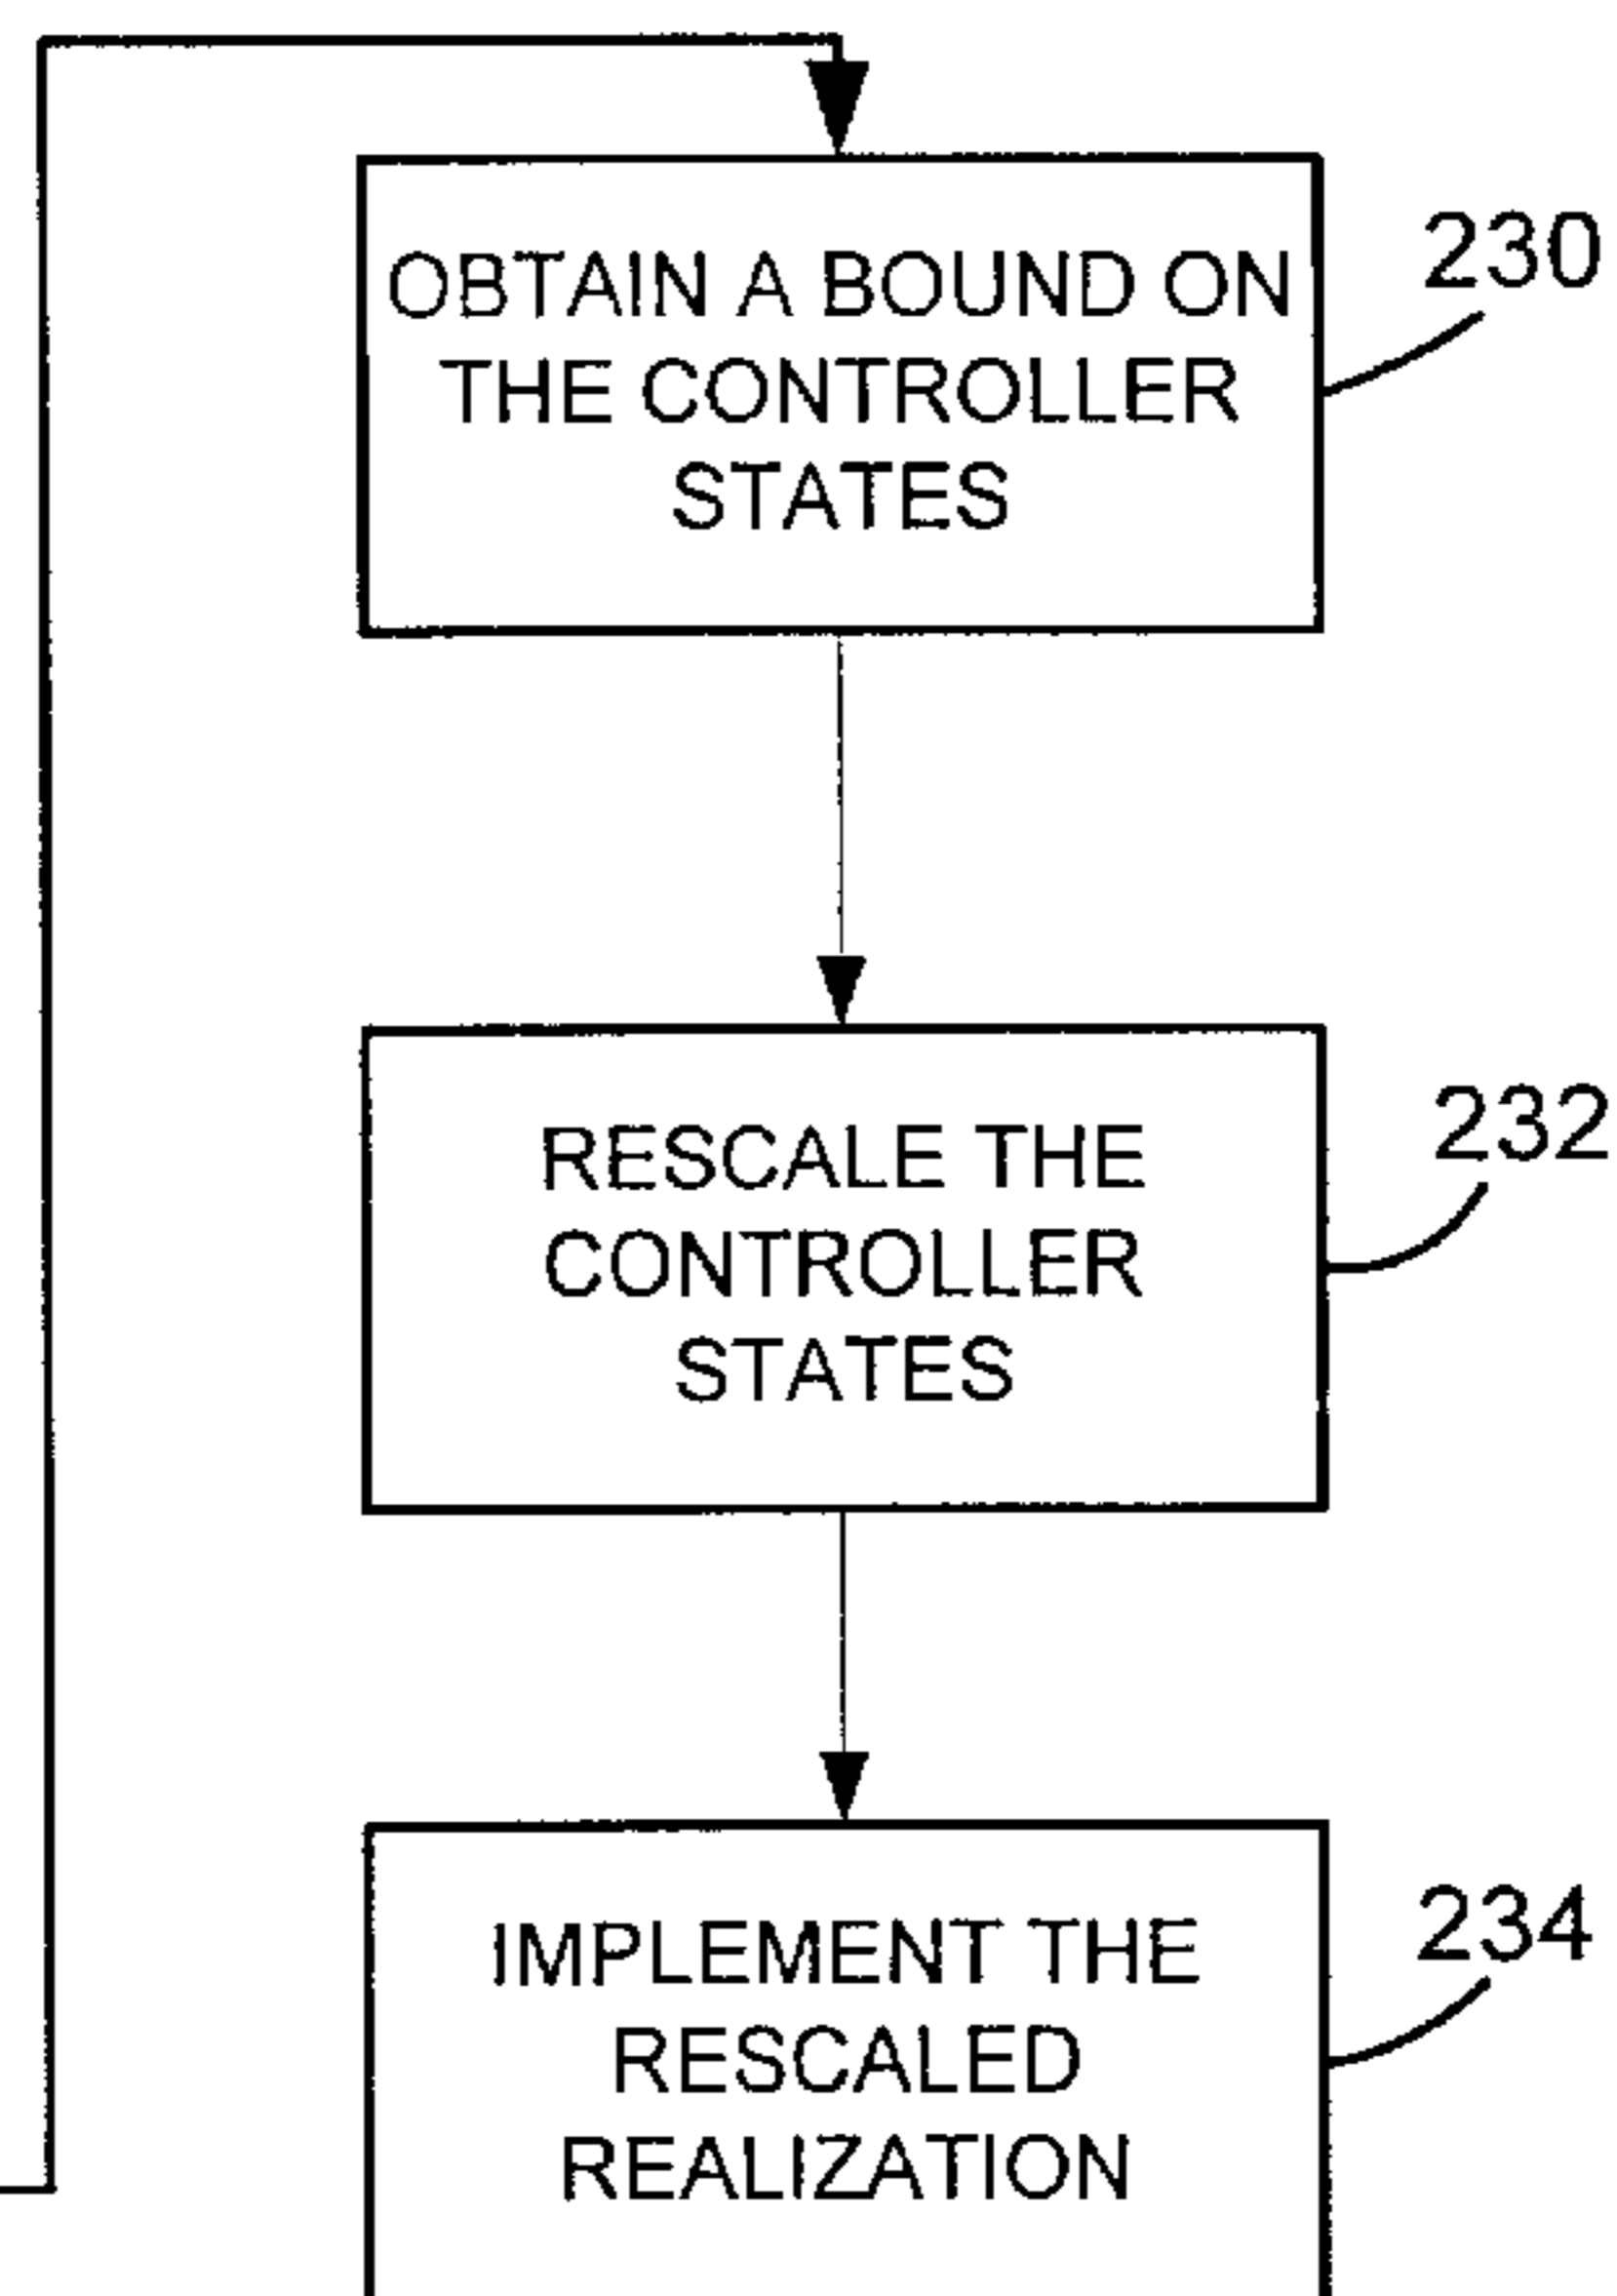 OBTAIN A BOUND ON
THE CONTROLLER
STATES
230
RESCALE THE
CONTROLLER
STATES
232
IMPLEMENT THE
RESCALED
REALIZATION
234